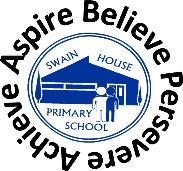 Aspire Believe Persevere Achieve
SWAIN HOUSE
PRIMARY
SCHOOL